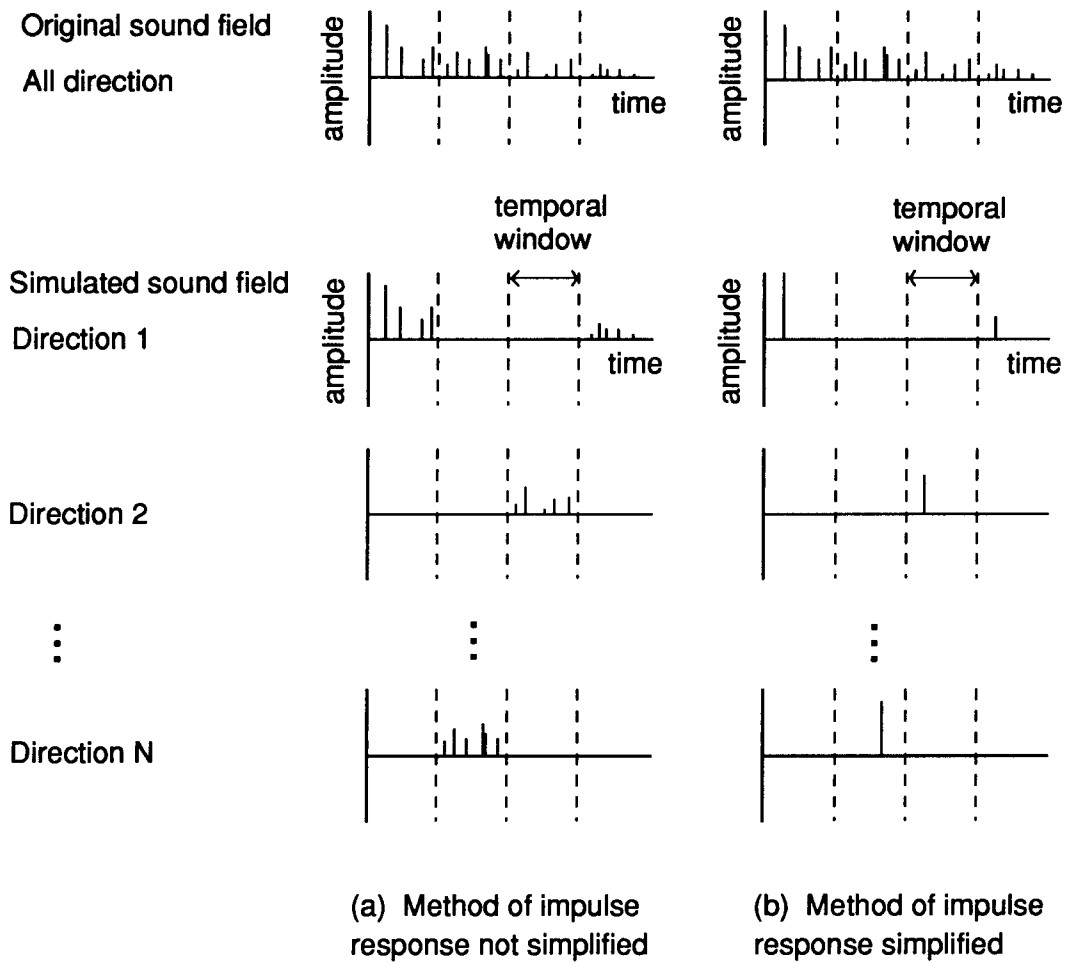 Original sound field
All direction
amplitude
time
amplitude
time
temporal
window
temporal
window
Simulated sound field
Direction 1
amplitude
time
amplitude
time
Direction 2
Direction N
(a) Method of impulse
response not simplified
(b) Method of impulse
response simplified